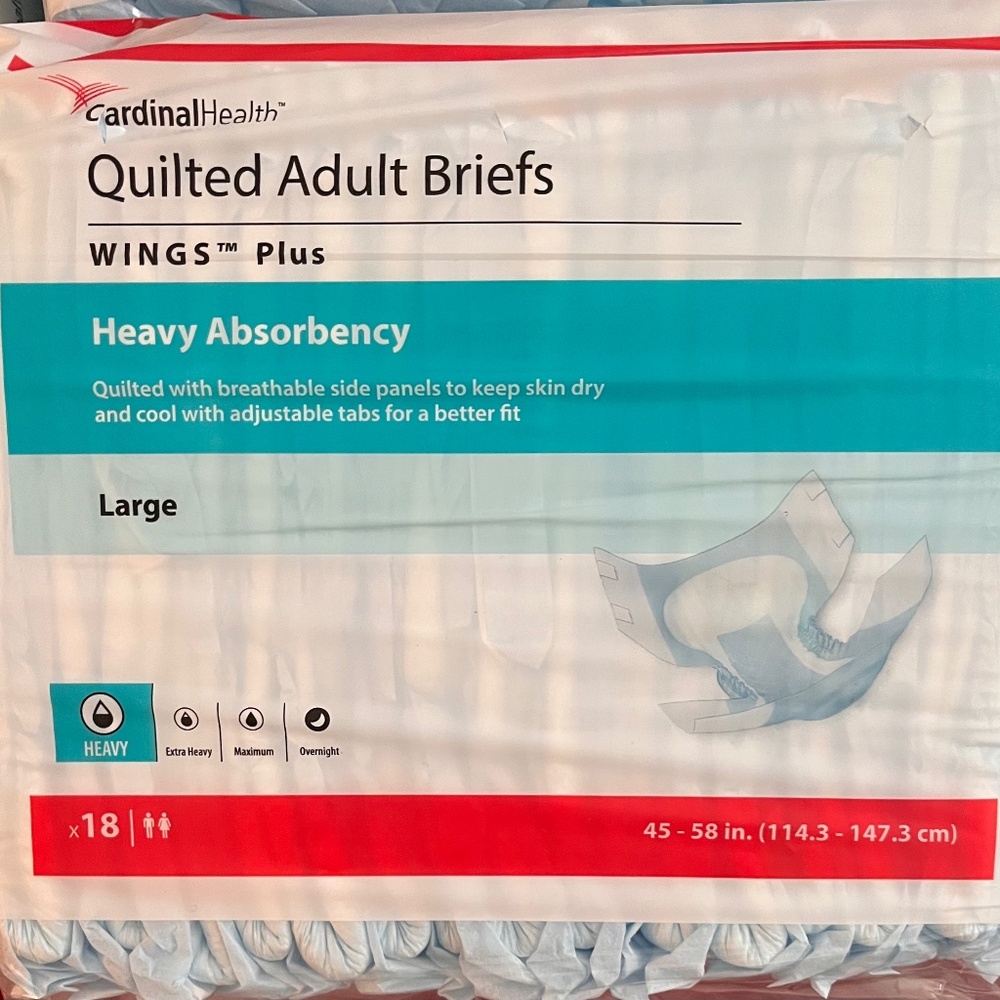 CardinalHealth™
Quilted Adult Briefs
WINGS™ Plus
Heavy Absorbency
Quilted with breathable side panels to keep skin dry
and cool with adjustable tabs for a better fit
Large
HEAVY
Extra Heavy
Maximum
Overnight
x18
45 - 58 in. (114.3 - 147.3 cm)